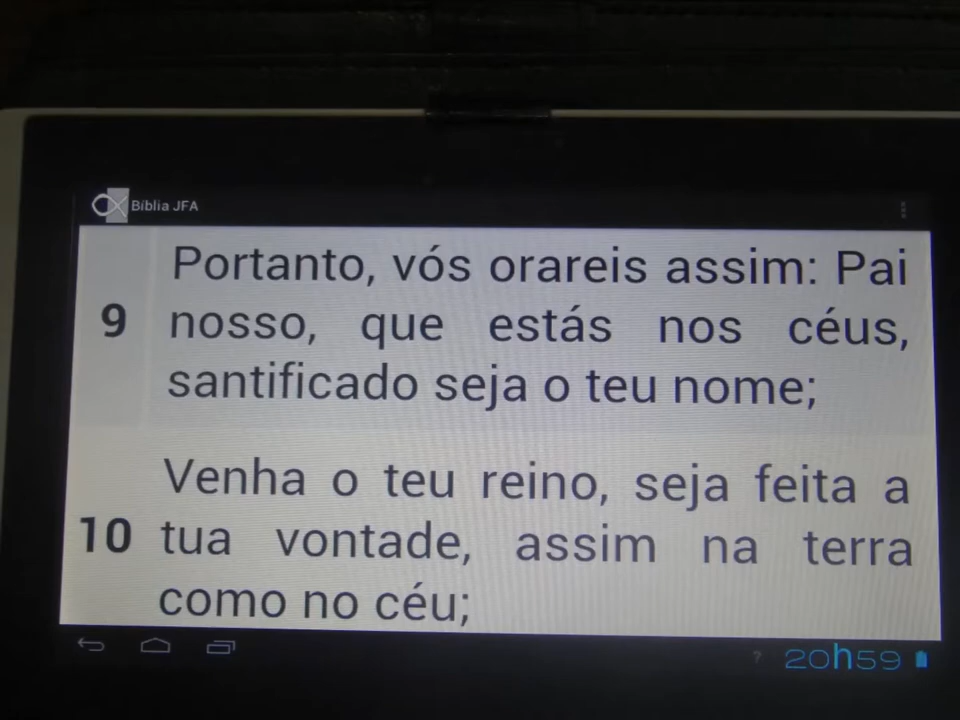 Bíblia JFA
Portanto, vós orareis assim: Pai
9 nosso, que estás nos céus,
santificado seja o teu nome;
Venha o teu reino, seja feita a
10 tua vontade, assim na terra
como no céu;
? 20h59